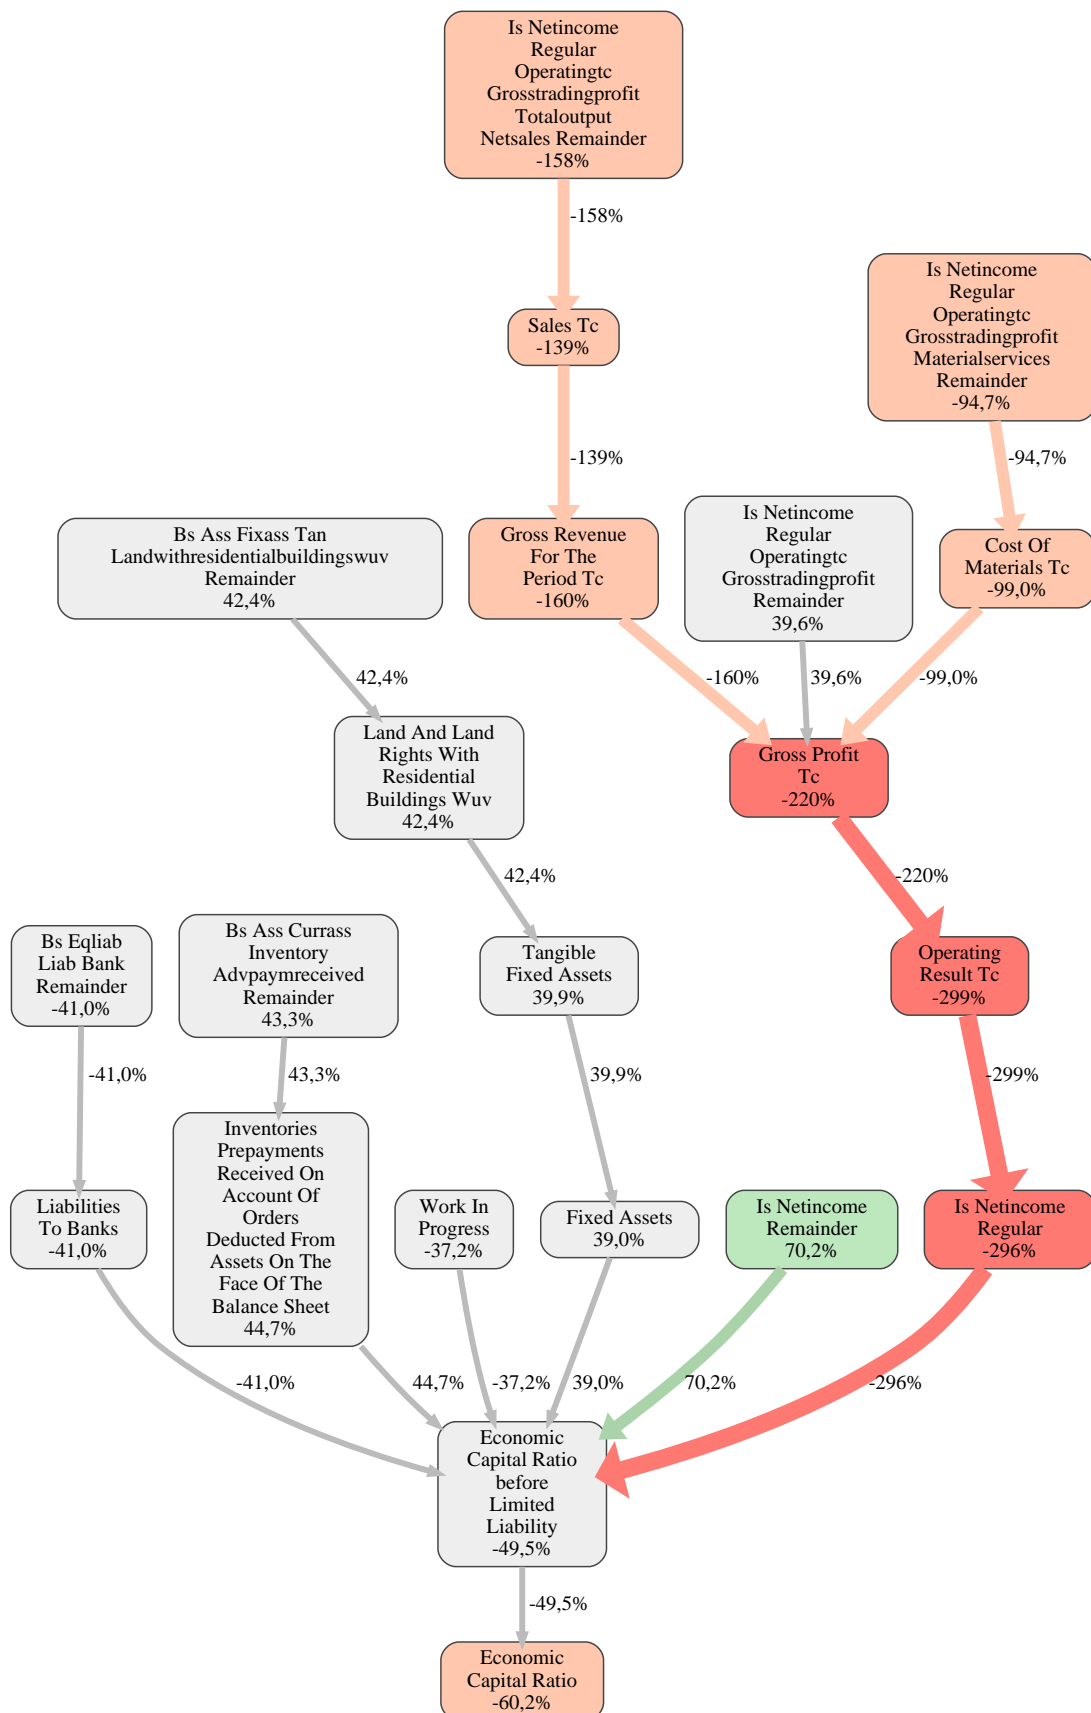 Is Netincome
Regular
Operatingtc
Grosstradingprofit
Totaloutput
Netsales Remainder
-158%
-158%
Sales Tc
-139%
Is Netincome
Regular
Operatingtc
Grosstradingprofit
Materialservices
Remainder
-94,7%
-139%
-94,7%
Bs Ass Fixass Tan
Landwithresidentialbuildingswuv
Remainder
42,4%
Gross Revenue
For The
Period Tc
-160%
Is Netincome
Regular
Operatingtc
Grosstradingprofit
Remainder
39,6%
Cost Of
Materials Tc
-99,0%
42,4%
-160%
39,6%
-99,0%
Land And Land
Rights With
Residential
Buildings Wuv
42,4%
Gross Profit
Tc
-220%
42,4%
-220%
Bs Eqliab
Liab Bank
Remainder
-41,0%
Bs Ass Currass
Inventory
Advpaymreceived
Remainder
43,3%
Tangible
Fixed Assets
39,9%
Operating
Result Tc
-299%
-41,0%
43,3%
39,9%
-299%
Liabilities
To Banks
-41,0%
Inventories
Prepayments
Received On
Account Of
Orders
Deducted From
Assets On The
Face Of The
Balance Sheet
44,7%
Work In
Progress
-37,2%
Fixed Assets
39,0%
Is Netincome
Remainder
70,2%
Is Netincome
Regular
-296%
-41,0%
44,7%
-37,2%
39,0%
70,2%
-296%
Economic
Capital Ratio
before
Limited
Liability
-49,5%
-49,5%
Economic
Capital Ratio
-60,2%